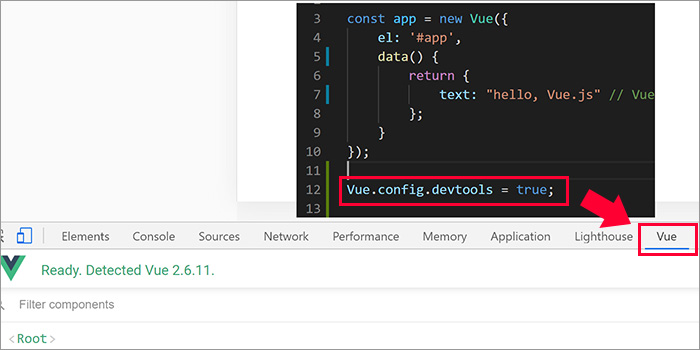 3 const app = new Vue({
4 el: '#app',
5 data() {
6 return {
7 text: "hello, Vue.js" // Vue
8 };
9 }
10 });
11
12 Vue.config.devtools = true;
13
Elements Console Sources Network Performance Memory Application Lighthouse Vue
Ready. Detected Vue 2.6.11.
Filter components
<Root>